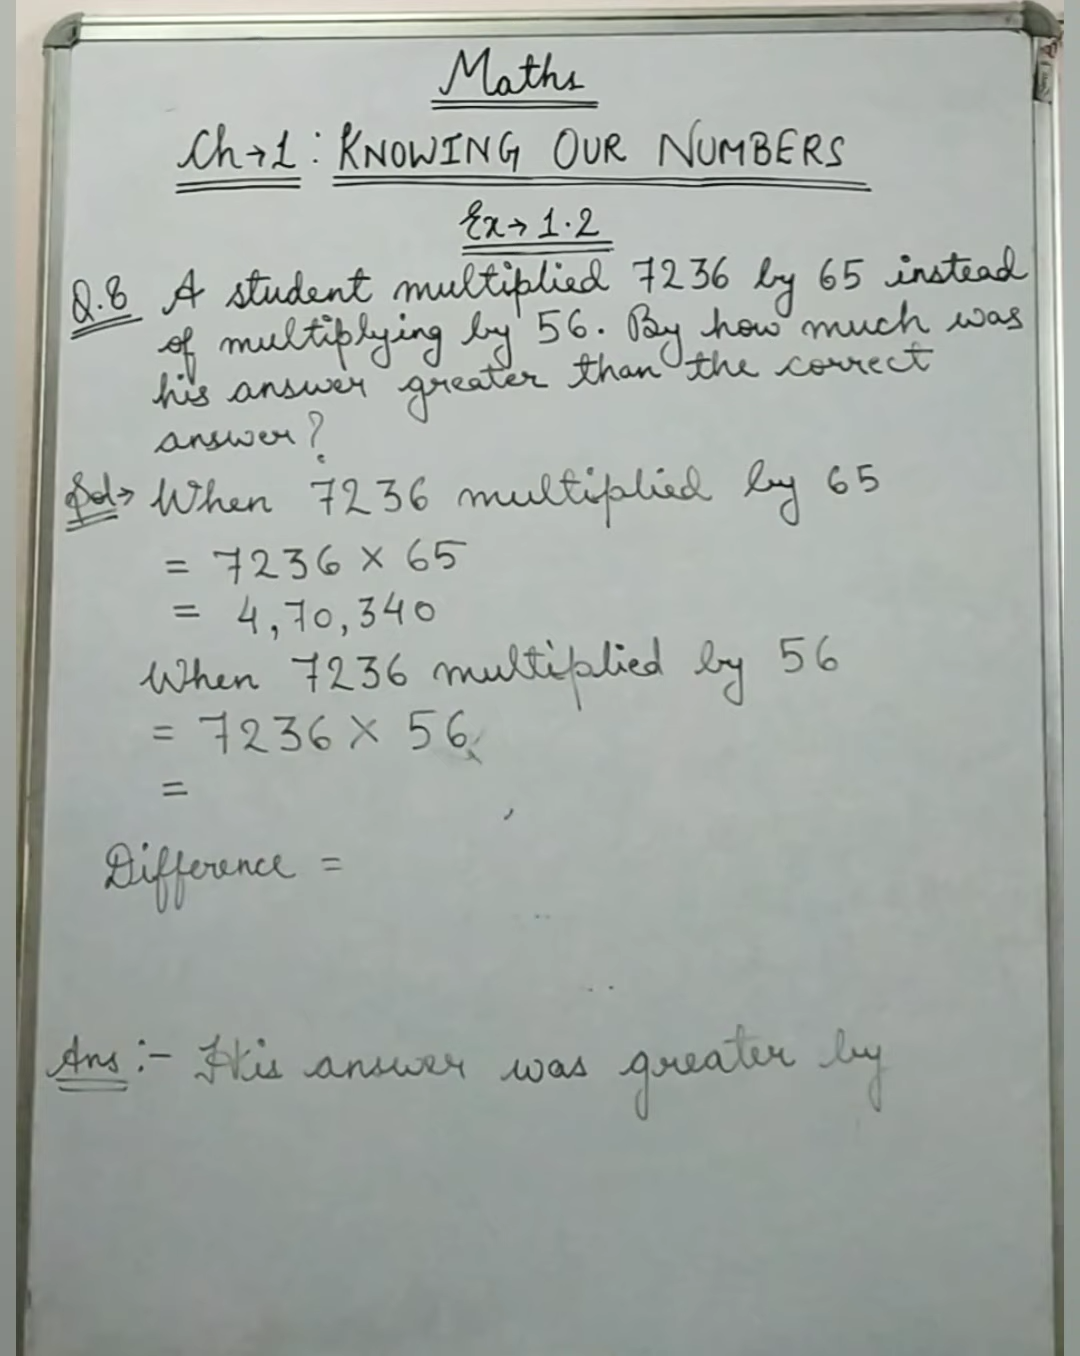 Maths
Ch→1: KNOWING OUR NUMBERS
Ex→ 1.2
Q.8 A student multiplied 7236 by 65 instead
of multiplying by 56. By how much was
his answer greater than the correct
answer?
Sol→ When 7236 multiplied by 65
= 7236 × 65
= 4,70,340
When 7236 multiplied by 56
= 7236 × 56
=
Difference =
Ans:- His answer was greater by